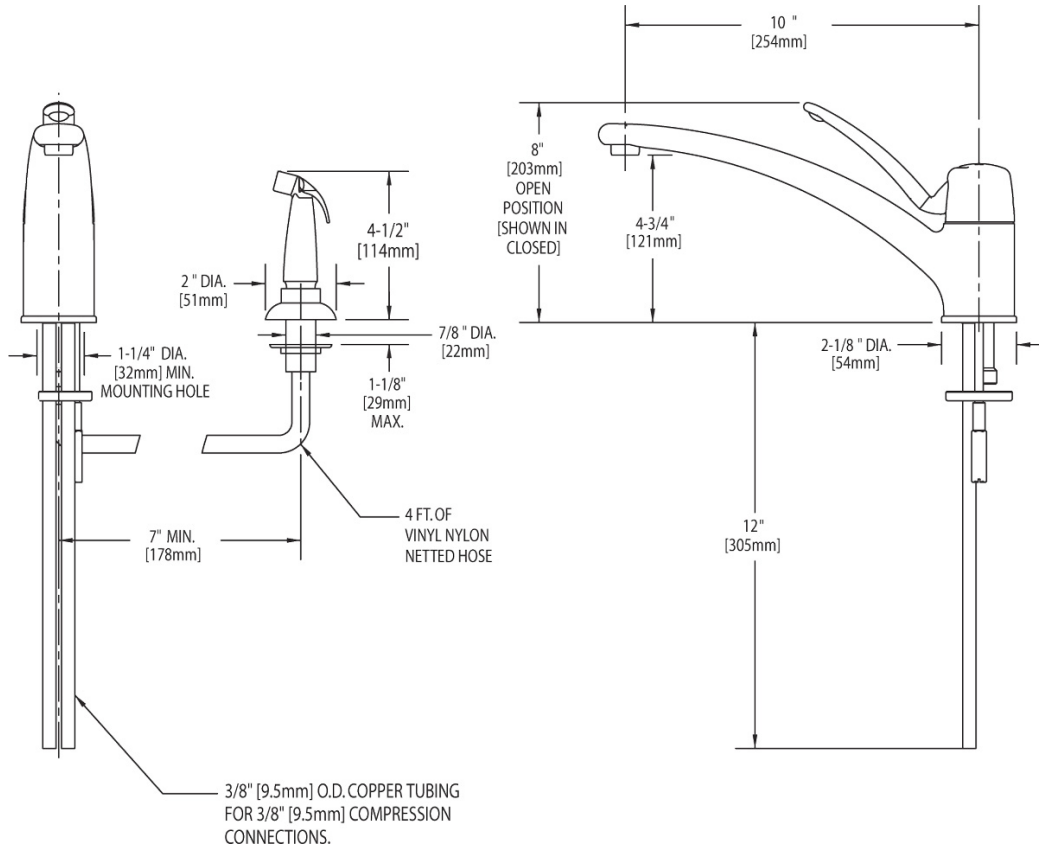 10 "
[254mm]
8"
[203mm]
OPEN
POSITION
[SHOWN IN
CLOSED]
4-3/4"
[121mm]
4-1/2"
[114mm]
2 " DIA.
[51mm]
7/8 " DIA.
[22mm]
1-1/4" DIA.
[32mm] MIN.
MOUNTING HOLE
1-1/8"
[29mm]
MAX.
2-1/8 " DIA.
[54mm]
4 FT. OF
VINYL NYLON
NETTED HOSE
7" MIN.
[178mm]
12"
[305mm]
3/8" [9.5mm] O.D. COPPER TUBING
FOR 3/8" [9.5mm] COMPRESSION
CONNECTIONS.